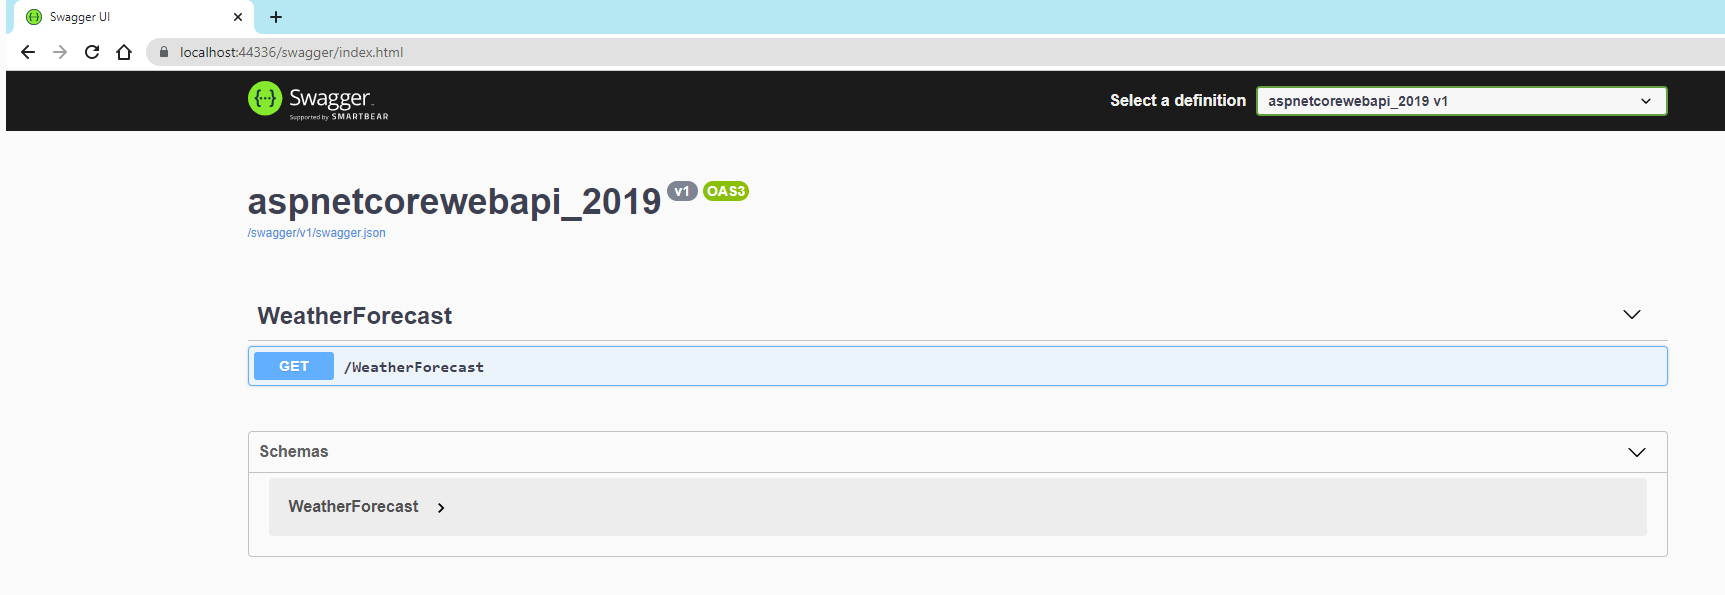 Swagger UI
localhost:44336/swagger/index.html
{···} Swagger.
Supported by SMARTBEAR
Select a definition
aspnetcorewebapi_2019 v1
aspnetcorewebapi_2019 v1 OAS3
/swagger/v1/swagger.json
WeatherForecast
GET /WeatherForecast
Schemas
WeatherForecast